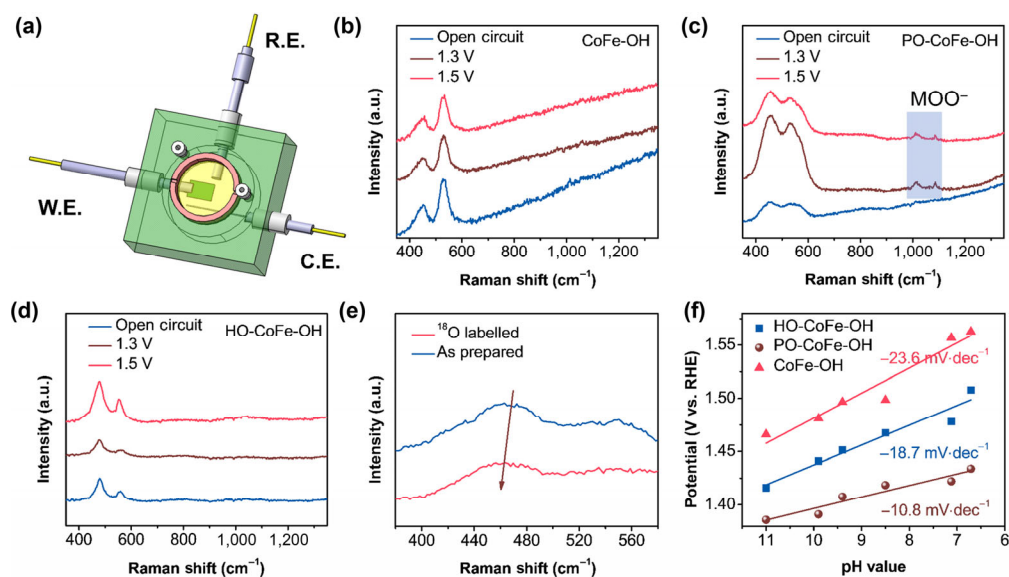 (a)
R.E.
W.E.
C.E.
(b)
Open circuit
CoFe-OH
1.3 V
1.5 V
Intensity (a.u.)
400 600 800 1,000 1,200
Raman shift (cm⁻¹)
(c)
Open circuit
PO-CoFe-OH
1.3 V
1.5 V
MOO⁻
Intensity (a.u.)
400 600 800 1,000 1,200
Raman shift (cm⁻¹)
(d)
Open circuit
HO-CoFe-OH
1.3 V
1.5 V
Intensity (a.u.)
400 600 800 1,000 1,200
Raman shift (cm⁻¹)
(e)
¹⁸O labelled
As prepared
Intensity (a.u.)
400 440 480 520 560
Raman shift (cm⁻¹)
(f)
HO-CoFe-OH
PO-CoFe-OH
CoFe-OH
−23.6 mV·dec⁻¹
−18.7 mV·dec⁻¹
−10.8 mV·dec⁻¹
Potential (V vs. RHE)
1.55
1.50
1.45
1.40
11 10 9 8 7 6
pH value